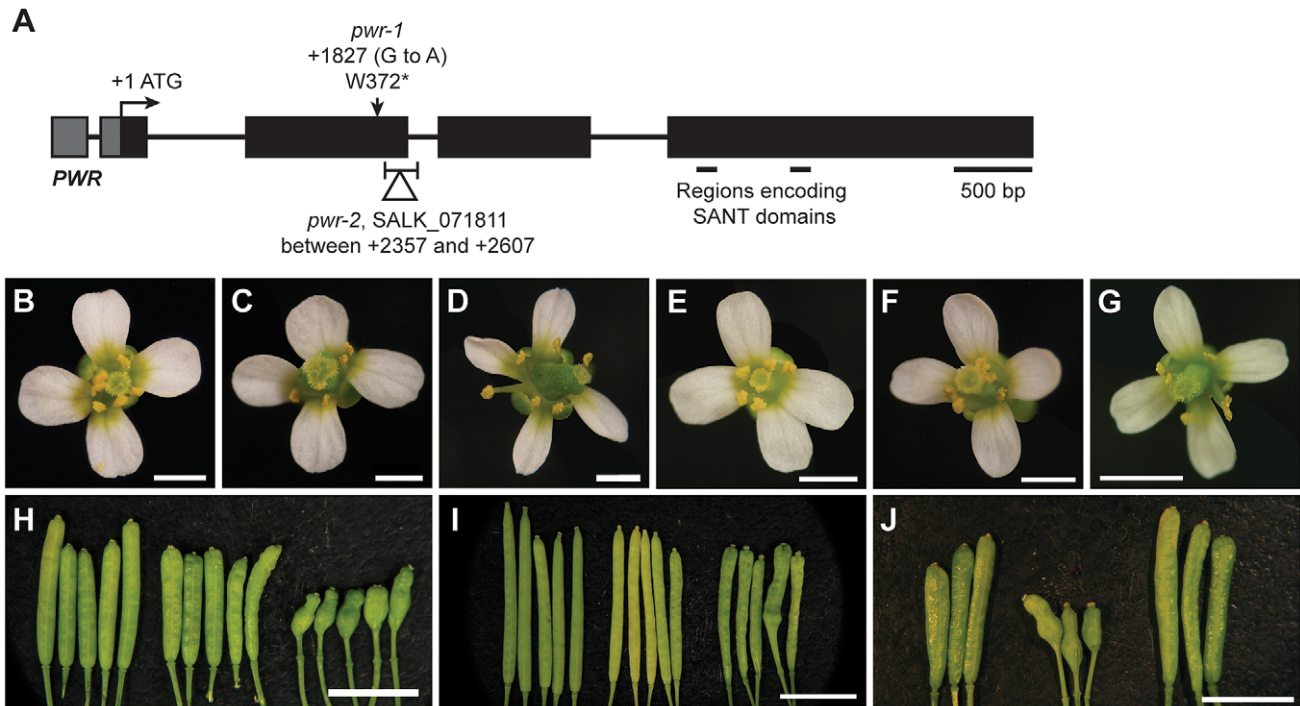 A
pwr-1
+1827 (G to A)
W372*
+1 ATG
PWR
pwr-2, SALK_071811
between +2357 and +2607
Regions encoding
SANT domains
500 bp
B
C
D
E
F
G
H
I
J